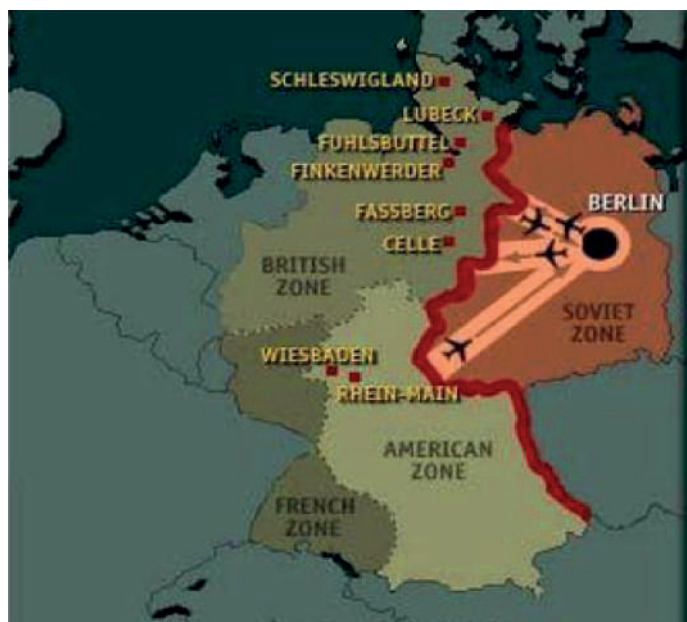 SCHLESWIGLAND
LUBECK
FUHLSBUTTEL
FINKENWERDER
BERLIN
FASSBERG
CELLE
BRITISH
ZONE
SOVIET
ZONE
WIESBADEN
RHEIN-MAIN
AMERICAN
ZONE
FRENCH
ZONE